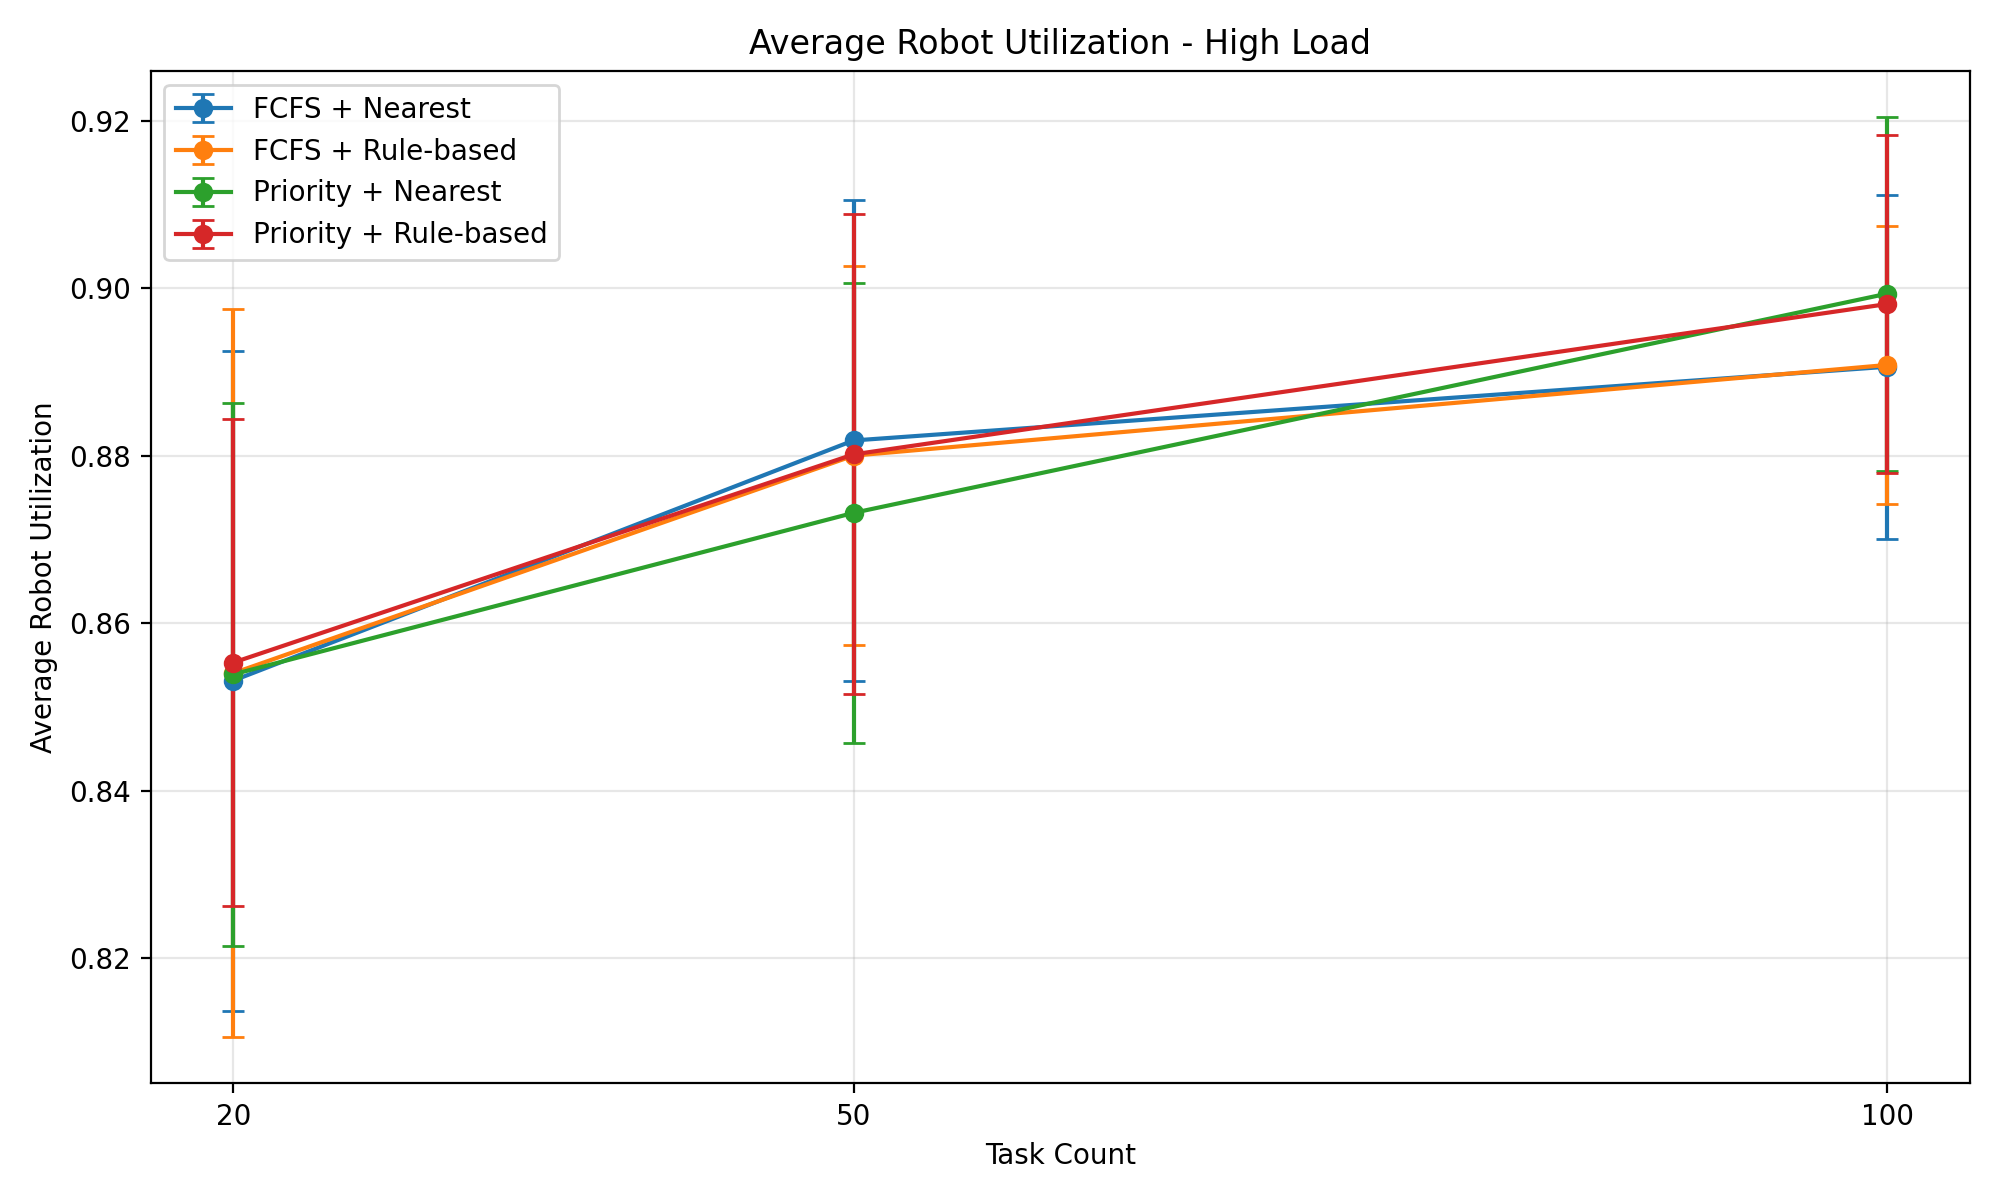 Average Robot Utilization - High Load
FCFS + Nearest
FCFS + Rule-based
Priority + Nearest
Priority + Rule-based
0.92
0.90
0.88
0.86
0.84
0.82
Average Robot Utilization
20
50
100
Task Count